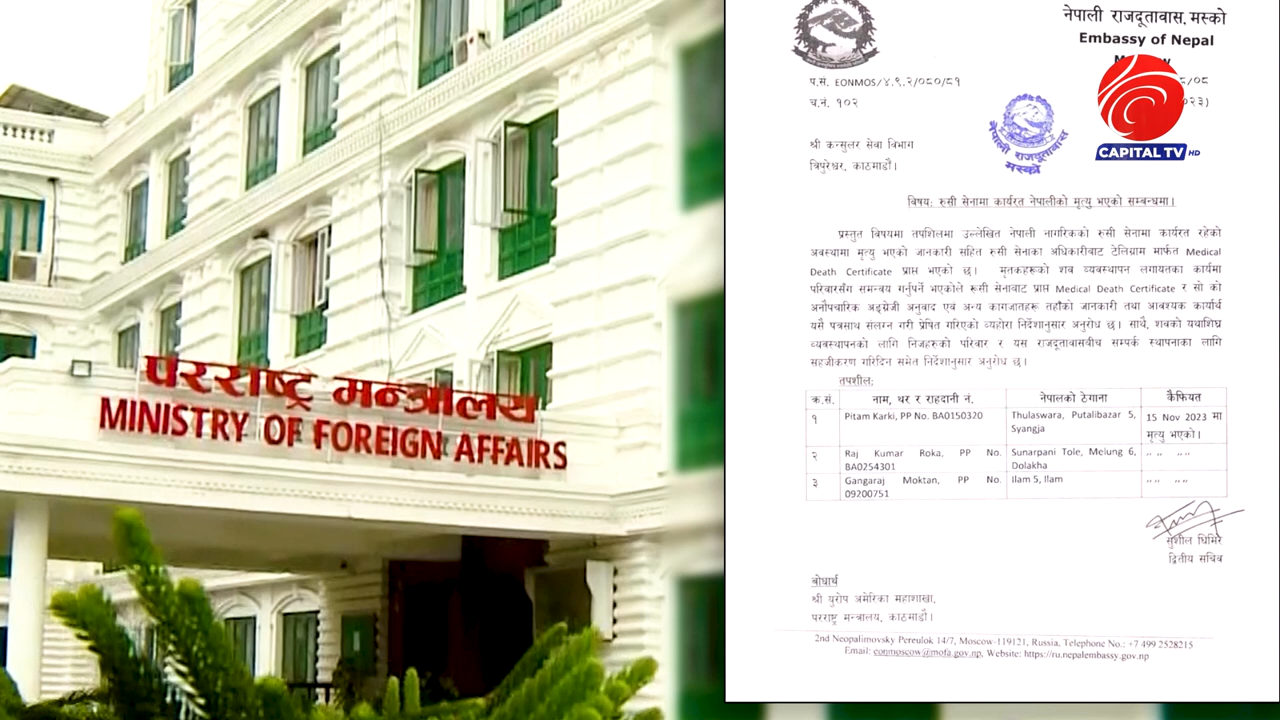 परराष्ट्र मन्त्रालय
MINISTRY OF FOREIGN AFFAIRS
नेपाली राजदूतावास, मस्को
Embassy of Nepal
प.सं. EONMOS/४.९.२/०८०/८१
च.नं. १०२
नेपाली राजदूतावास
मस्को
CAPITAL TV HD
श्री कन्सुलर सेवा विभाग
त्रिपुरेश्वर, काठमाडौं।
विषय: रुसी सेनामा कार्यरत नेपालीको मृत्यु भएको सम्बन्धमा।
प्रस्तुत विषयमा तपशिलमा उल्लेखित नेपाली नागरिकको रुसी सेनामा कार्यरत रहेको
अवस्थामा मृत्यु भएको जानकारी सहित रुसी सेनाका अधिकारीबाट टेलिग्राम मार्फत Medical
Death Certificate प्राप्त भएको छ। मृतकहरूको शव व्यवस्थापन लगायतका कार्यमा
परिवारसँग समन्वय गर्नुपर्ने भएकोले रूसी सेनाबाट प्राप्त Medical Death Certificate र सो को
अनौपचारिक अङ्ग्रेजी अनुवाद एवं अन्य कागजातहरू तहाँको जानकारी तथा आवश्यक कार्यार्थ
यसै पत्रसाथ संलग्न गरी प्रेषित गरिएको व्यहोरा निर्देशानुसार अनुरोध छ। साथै, शवको यथाशिघ्र
व्यवस्थापनको लागि निजहरुको परिवार र यस राजदूतावासबीच सम्पर्क स्थापनाका लागि
सहजीकरण गरिदिन समेत निर्देशानुसार अनुरोध छ।
तपशील:
क्र.सं. नाम, थर र राहदानी नं. नेपालको ठेगाना कैफियत
१ Pitam Karki, PP No. BA0150320 Thulaswara, Putalibazar 5, 15 Nov 2023 मा
Syangja मृत्यु भएको।
२ Raj Kumar Roka, PP No. Sunarpani Tole, Melung 6, ,, ,, ,, ,,
BA0254301 Dolakha
३ Gangaraj Moktan, PP No. Ilam 5, Ilam ,, ,, ,, ,,
09200751
सुशील घिमिरे
द्वितीय सचिव
बोधार्थ
श्री युरोप अमेरिका महाशाखा,
परराष्ट्र मन्त्रालय, काठमाडौं।
2nd Neopalimovsky Pereulok 14/7, Moscow-119121, Russia, Telephone No.: +7 499 2528215
Email: eonmoscow@mofa.gov.np, Website: https://ru.nepalembassy.gov.np